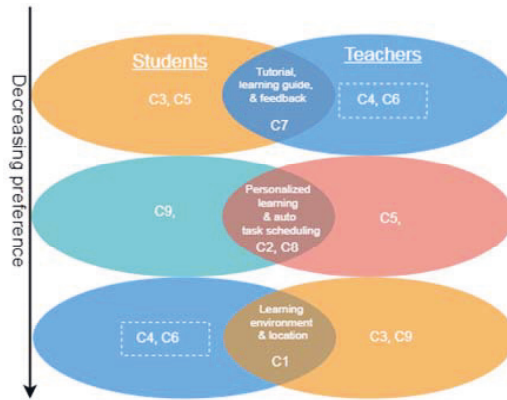 Decreasing preference
Students
Teachers
C3, C5
Tutorial,
learning guide,
& feedback
C7
C4, C6
C9,
Personalized
learning
& auto
task scheduling
C2, C8
C5,
C4, C6
Learning
environment
& location
C1
C3, C9